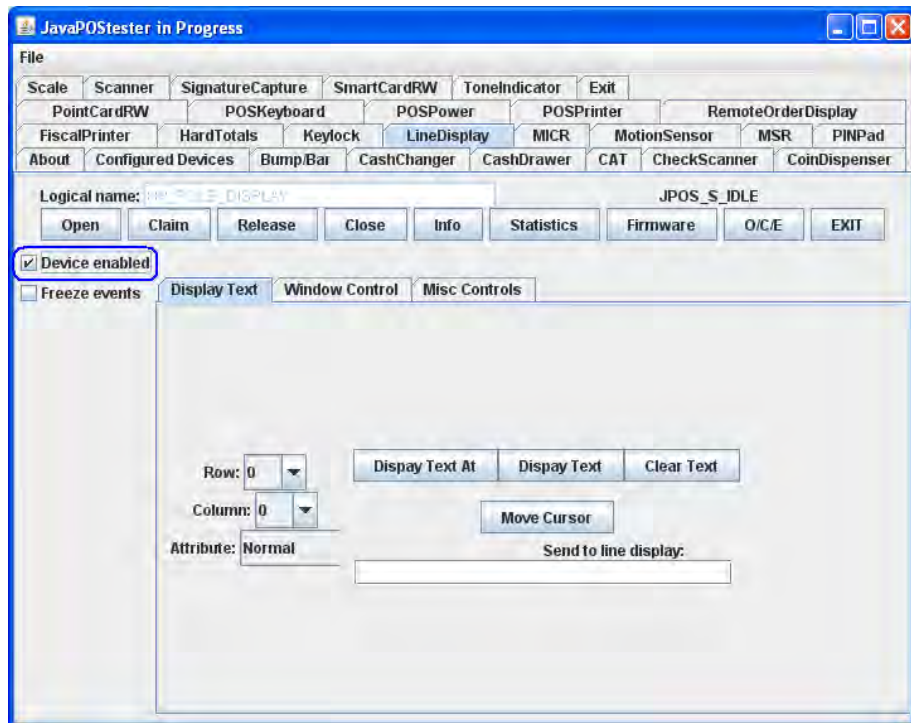 JavaPOStester in Progress
File
Scale Scanner SignatureCapture SmartCardRW ToneIndicator Exit
PointCardRW POSKeyboard POSPower POSPrinter RemoteOrderDisplay
FiscalPrinter HardTotals Keylock LineDisplay MICR MotionSensor MSR PINPad
About Configured Devices Bump/Bar CashChanger CashDrawer CAT CheckScanner CoinDispenser
Logical name: POLE_DISPLAY JPOS_S_IDLE
Open Claim Release Close Info Statistics Firmware O/C/E EXIT
Device enabled
Freeze events Display Text Window Control Misc Controls
Row: 0 Dispay Text At Dispay Text Clear Text
Column: 0 Move Cursor
Attribute: Normal Send to line display: